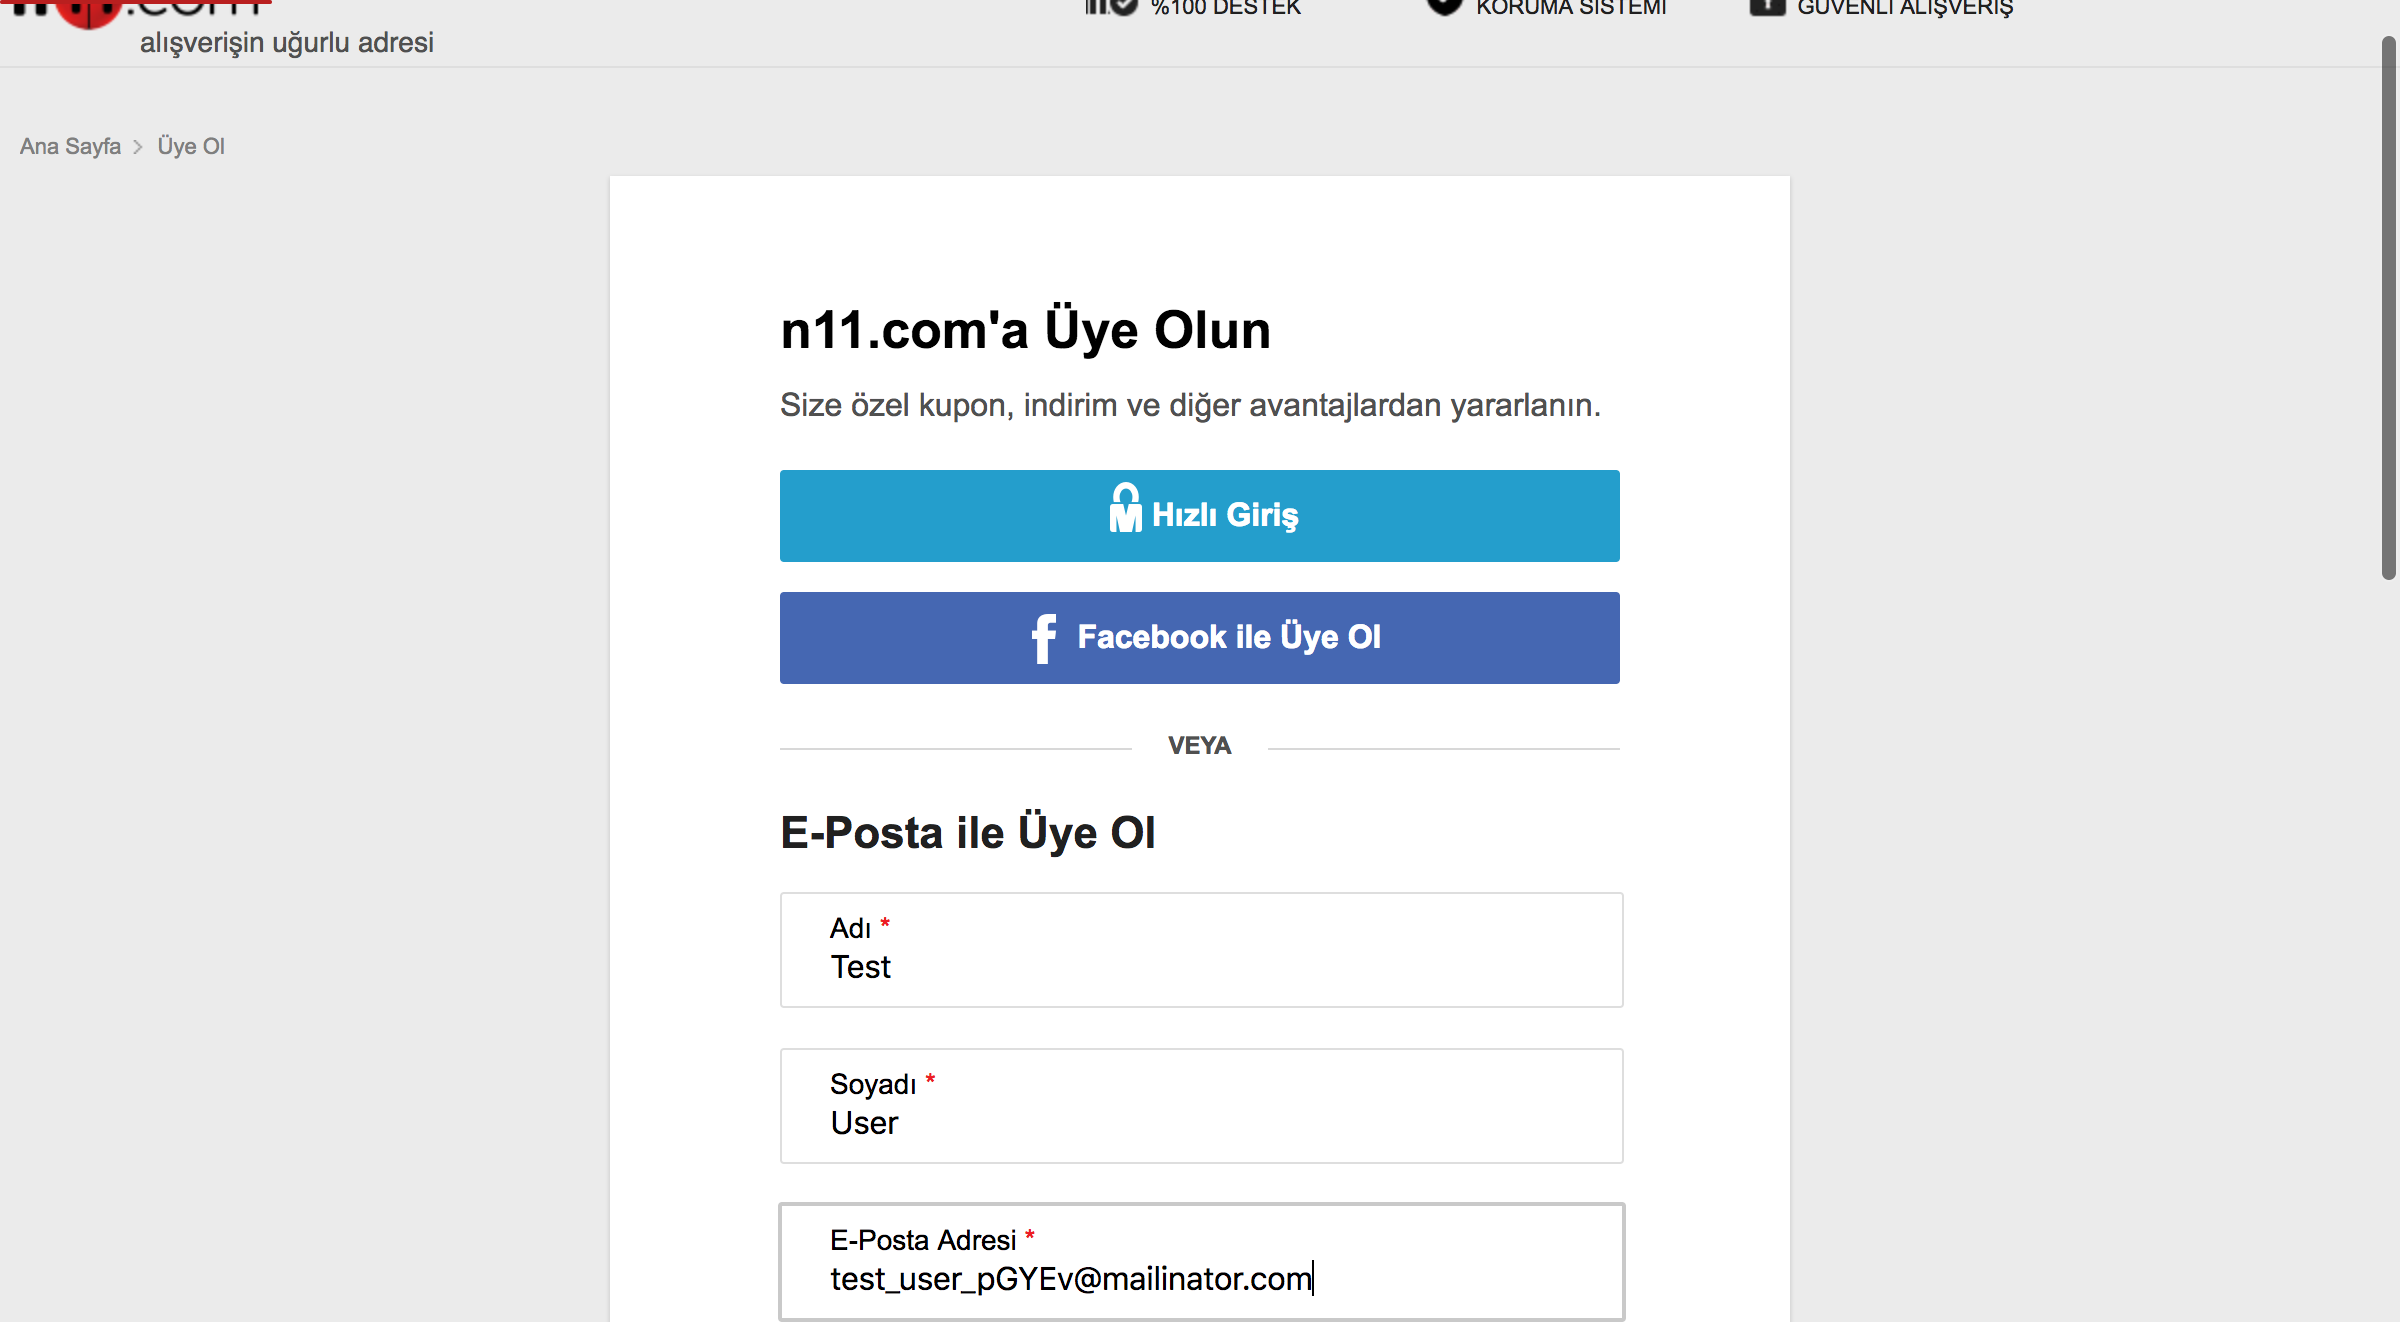 .com
%100 DESTEK
KORUMA SİSTEMİ
GÜVENLİ ALIŞVERİŞ
alışverişin uğurlu adresi
Ana Sayfa > Üye Ol
n11.com'a Üye Olun
Size özel kupon, indirim ve diğer avantajlardan yararlanın.
Hızlı Giriş
Facebook ile Üye Ol
VEYA
E-Posta ile Üye Ol
Adı *
Test
Soyadı *
User
E-Posta Adresi *
test_user_pGYEv@mailinator.com